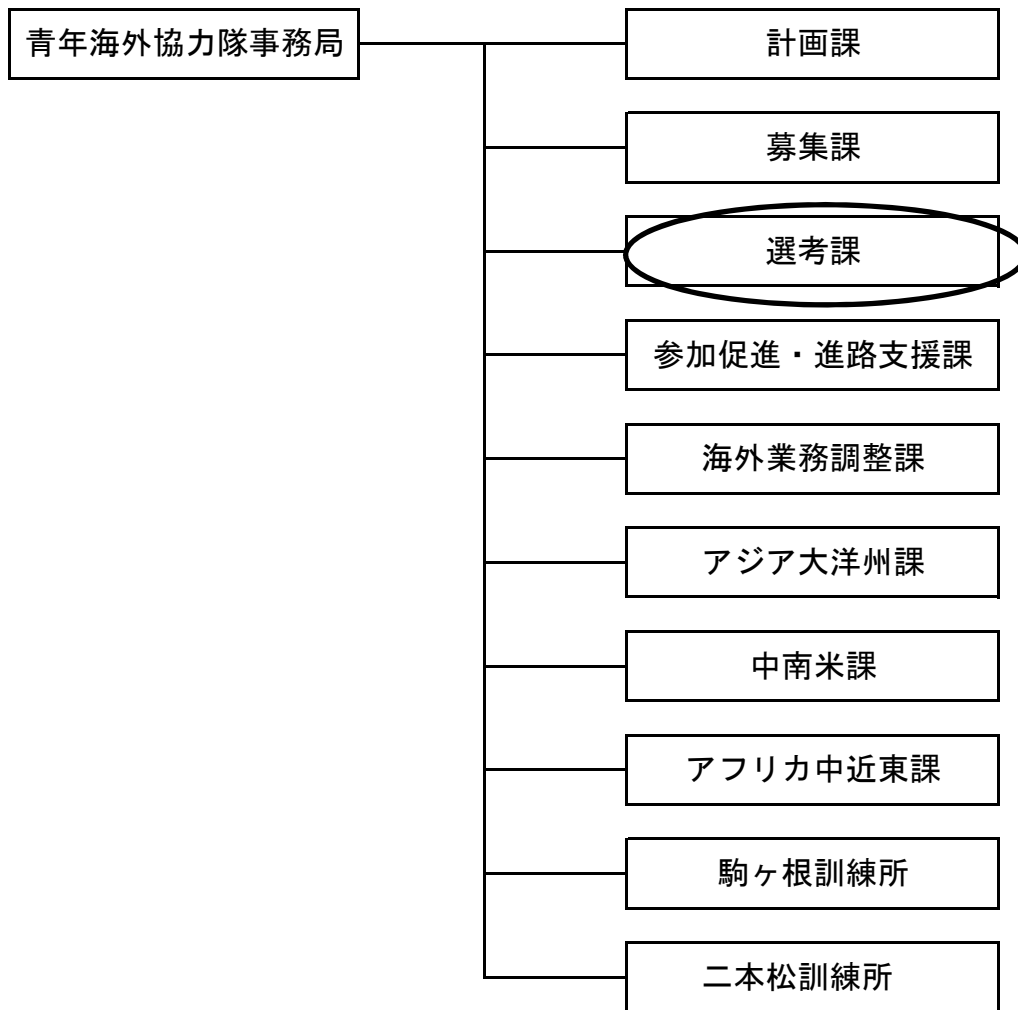 青年海外協力隊事務局
計画課
募集課
選考課
参加促進・進路支援課
海外業務調整課
アジア大洋州課
中南米課
アフリカ中近東課
駒ヶ根訓練所
二本松訓練所